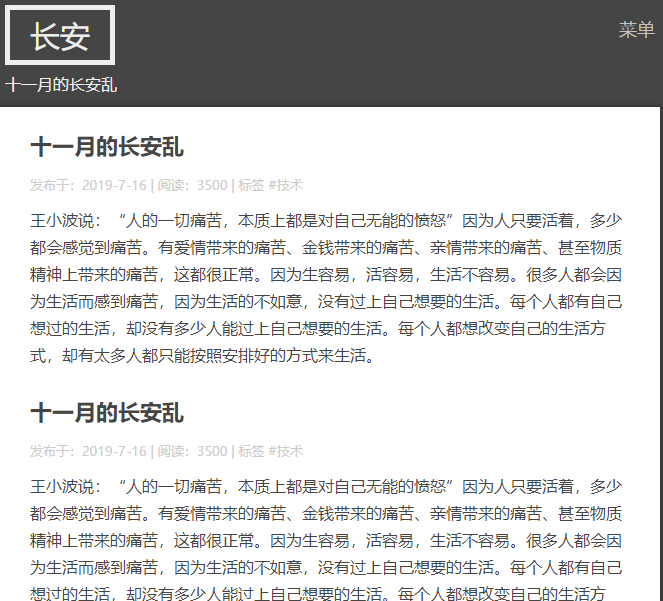 长安
菜单
十一月的长安乱
十一月的长安乱
发布于：2019-7-16 | 阅读：3500 | 标签 #技术
王小波说：“人的一切痛苦，本质上都是对自己无能的愤怒”因为人只要活着，多少
都会感觉到痛苦。有爱情带来的痛苦、金钱带来的痛苦、亲情带来的痛苦、甚至物质
精神上带来的痛苦，这都很正常。因为生容易，活容易，生活不容易。很多人都会因
为生活而感到痛苦，因为生活的不如意，没有过上自己想要的生活。每个人都有自己
想过的生活，却没有多少人能过上自己想要的生活。每个人都想改变自己的生活方
式，却有太多人都只能按照安排好的方式来生活。
十一月的长安乱
发布于：2019-7-16 | 阅读：3500 | 标签 #技术
王小波说：“人的一切痛苦，本质上都是对自己无能的愤怒”因为人只要活着，多少
都会感觉到痛苦。有爱情带来的痛苦、金钱带来的痛苦、亲情带来的痛苦、甚至物质
精神上带来的痛苦，这都很正常。因为生容易，活容易，生活不容易。很多人都会因
为生活而感到痛苦，因为生活的不如意，没有过上自己想要的生活。每个人都有自己
想过的生活，却没有多少人能过上自己想要的生活。每个人都想改变自己的生活方